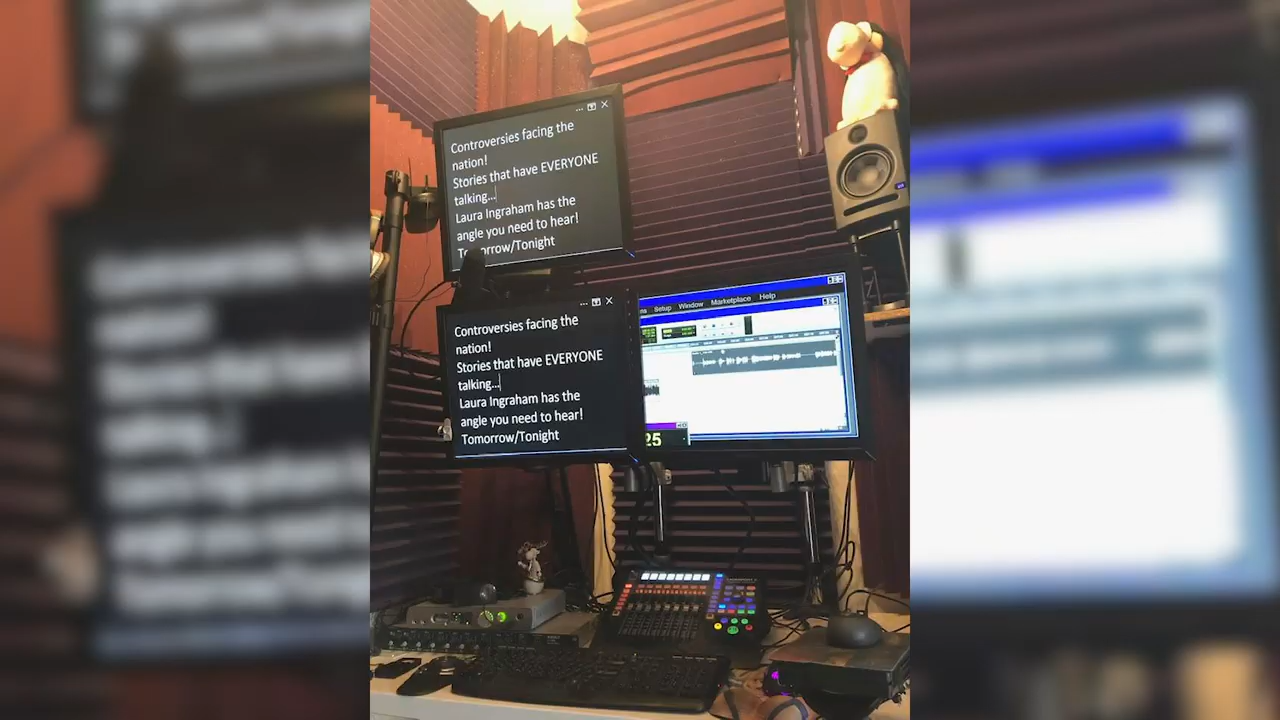 Controversies facing the
nation!
Stories that have EVERYONE
talking...
Laura Ingraham has the
angle you need to hear!
Tomorrow/Tonight
Controversies facing the
nation!
Stories that have EVERYONE
talking...
Laura Ingraham has the
angle you need to hear!
Tomorrow/Tonight
Setup Window Marketplace Help
25